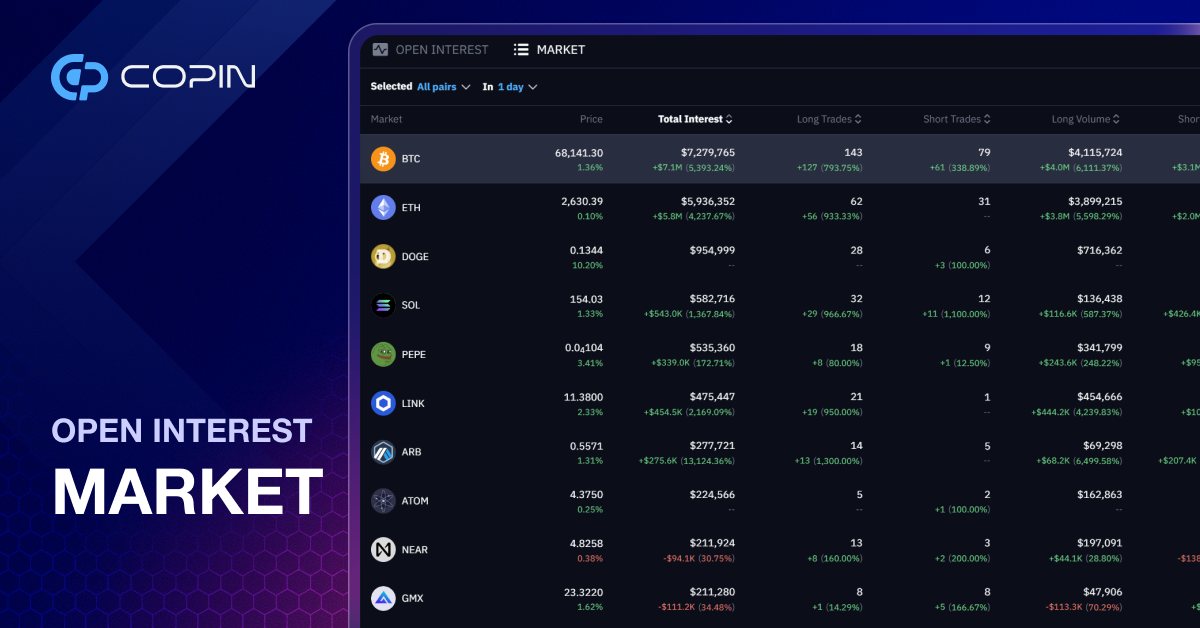 COPIN
OPEN INTEREST
MARKET
OPEN INTEREST MARKET
Selected All pairs In 1 day
Market Price Total Interest Long Trades Short Trades Long Volume Shor
BTC 68,141.30 $7,279,765 143 79 $4,115,724
1.36% +$7.1M (5,393.24%) +127 (793.75%) +61 (338.89%) +$4.0M (6,111.37%) +$3.1M
ETH 2,630.39 $5,936,352 62 31 $3,899,215
0.10% +$5.8M (4,237.67%) +56 (933.33%) -- +$3.8M (5,598.29%) +$2.0M
DOGE 0.1344 $954,999 28 6 $716,362
10.20% -- -- +3 (100.00%) --
SOL 154.03 $582,716 32 12 $136,438
1.33% +$543.0K (1,367.84%) +29 (966.67%) +11 (1,100.00%) +$116.6K (587.37%) +$426.4K
PEPE 0.0₄104 $535,360 18 9 $341,799
3.41% +$339.0K (172.71%) +8 (80.00%) +1 (12.50%) +$243.6K (248.22%) +$95
LINK 11.3800 $475,447 21 1 $454,666
2.33% +$454.5K (2,169.09%) +19 (950.00%) -- +$444.2K (4,239.83%) +$10
ARB 0.5571 $277,721 14 5 $69,298
1.31% +$275.6K (13,124.36%) +13 (1,300.00%) -- +$68.2K (6,499.58%) +$207.4K
ATOM 4.3750 $224,566 5 2 $162,863
0.25% -- -- +1 (100.00%) --
NEAR 4.8258 $211,924 13 3 $197,091
0.38% -$94.1K (30.75%) +8 (160.00%) +2 (200.00%) +$44.1K (28.80%) -$138
GMX 23.3220 $211,280 8 8 $47,906
1.62% -$111.2K (34.48%) +1 (14.29%) +5 (166.67%) -$113.3K (70.29%) +$